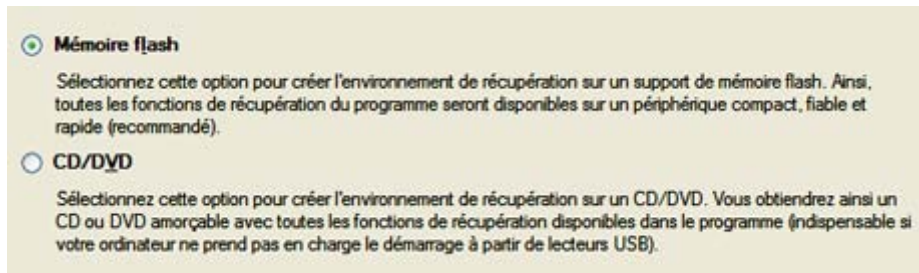 Mémoire flash
Sélectionnez cette option pour créer l'environnement de récupération sur un support de mémoire flash. Ainsi,
toutes les fonctions de récupération du programme seront disponibles sur un périphérique compact, fiable et
rapide (recommandé).
CD/DVD
Sélectionnez cette option pour créer l'environnement de récupération sur un CD/DVD. Vous obtiendrez ainsi un
CD ou DVD amorçable avec toutes les fonctions de récupération disponibles dans le programme (indispensable si
votre ordinateur ne prend pas en charge le démarrage à partir de lecteurs USB).